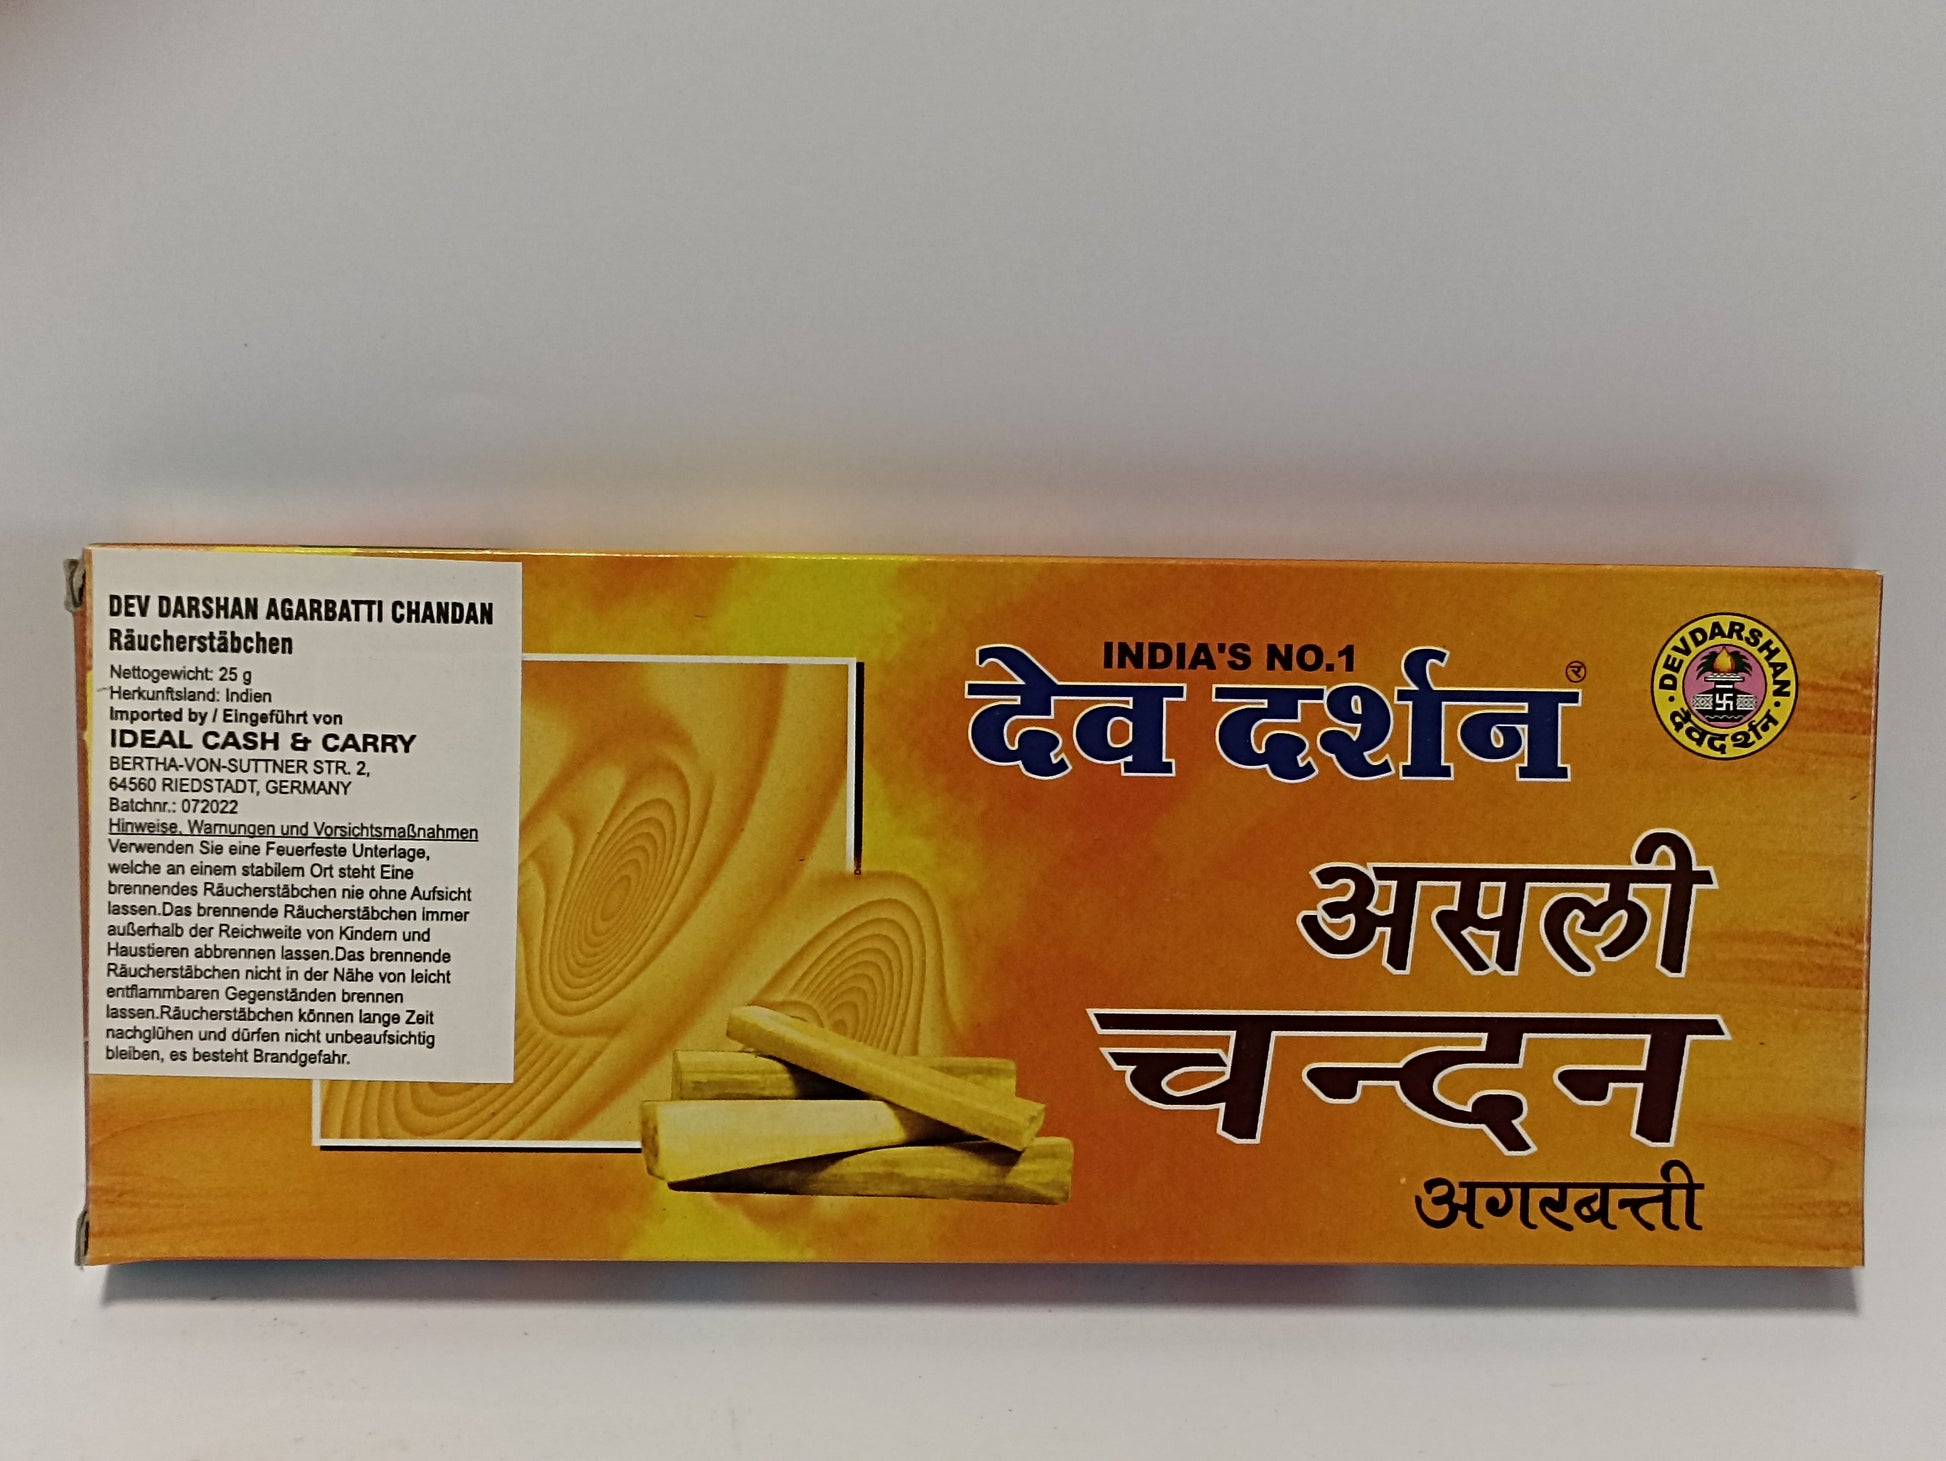 DEV DARSHAN AGARBATTI CHANDAN
Räucherstäbchen
Nettogewicht: 25 g
Herkunftsland: Indien
Imported by / Eingeführt von
IDEAL CASH & CARRY
BERTHA-VON-SUTTNER STR. 2,
64560 RIEDSTADT, GERMANY
Batchnr.: 072022
Hinweise, Warnungen und Vorsichtsmaßnahmen
Verwenden Sie eine Feuerfeste Unterlage,
welche an einem stabilem Ort steht Eine
brennendes Räucherstäbchen nie ohne Aufsicht
lassen.Das brennende Räucherstäbchen Immer
außerhalb der Reichweite von Kindern und
Haustieren abbrennen lassen.Das brennende
Räucherstäbchen nicht in der Nähe von leicht
entflammbaren Gegenständen brennen
lassen.Räucherstäbchen können lange Zeit
nachglühen und dürfen nicht unbeaufsichtig
bleiben, es besteht Brandgefahr.
INDIA'S NO.1
देव दर्शन
असली
चन्दन
अगरबत्ती
DEVDARSHAN
देवदर्शन